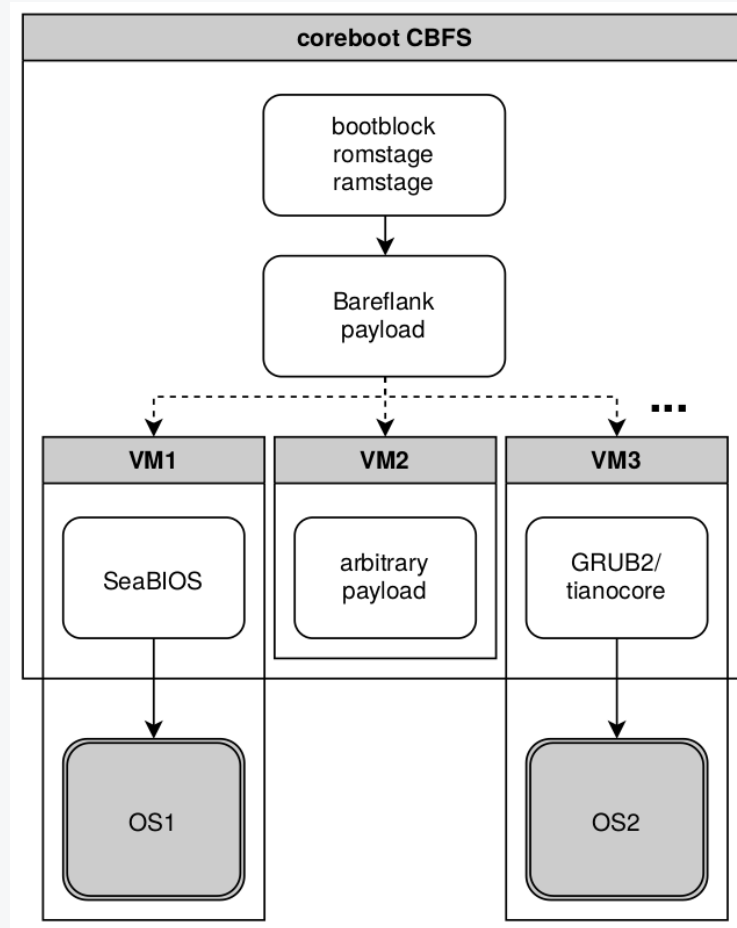 coreboot CBFS
bootblock
romstage
ramstage
Bareflank
payload
...
VM1
VM2
VM3
SeaBIOS
arbitrary
payload
GRUB2/
tianocore
OS1
OS2